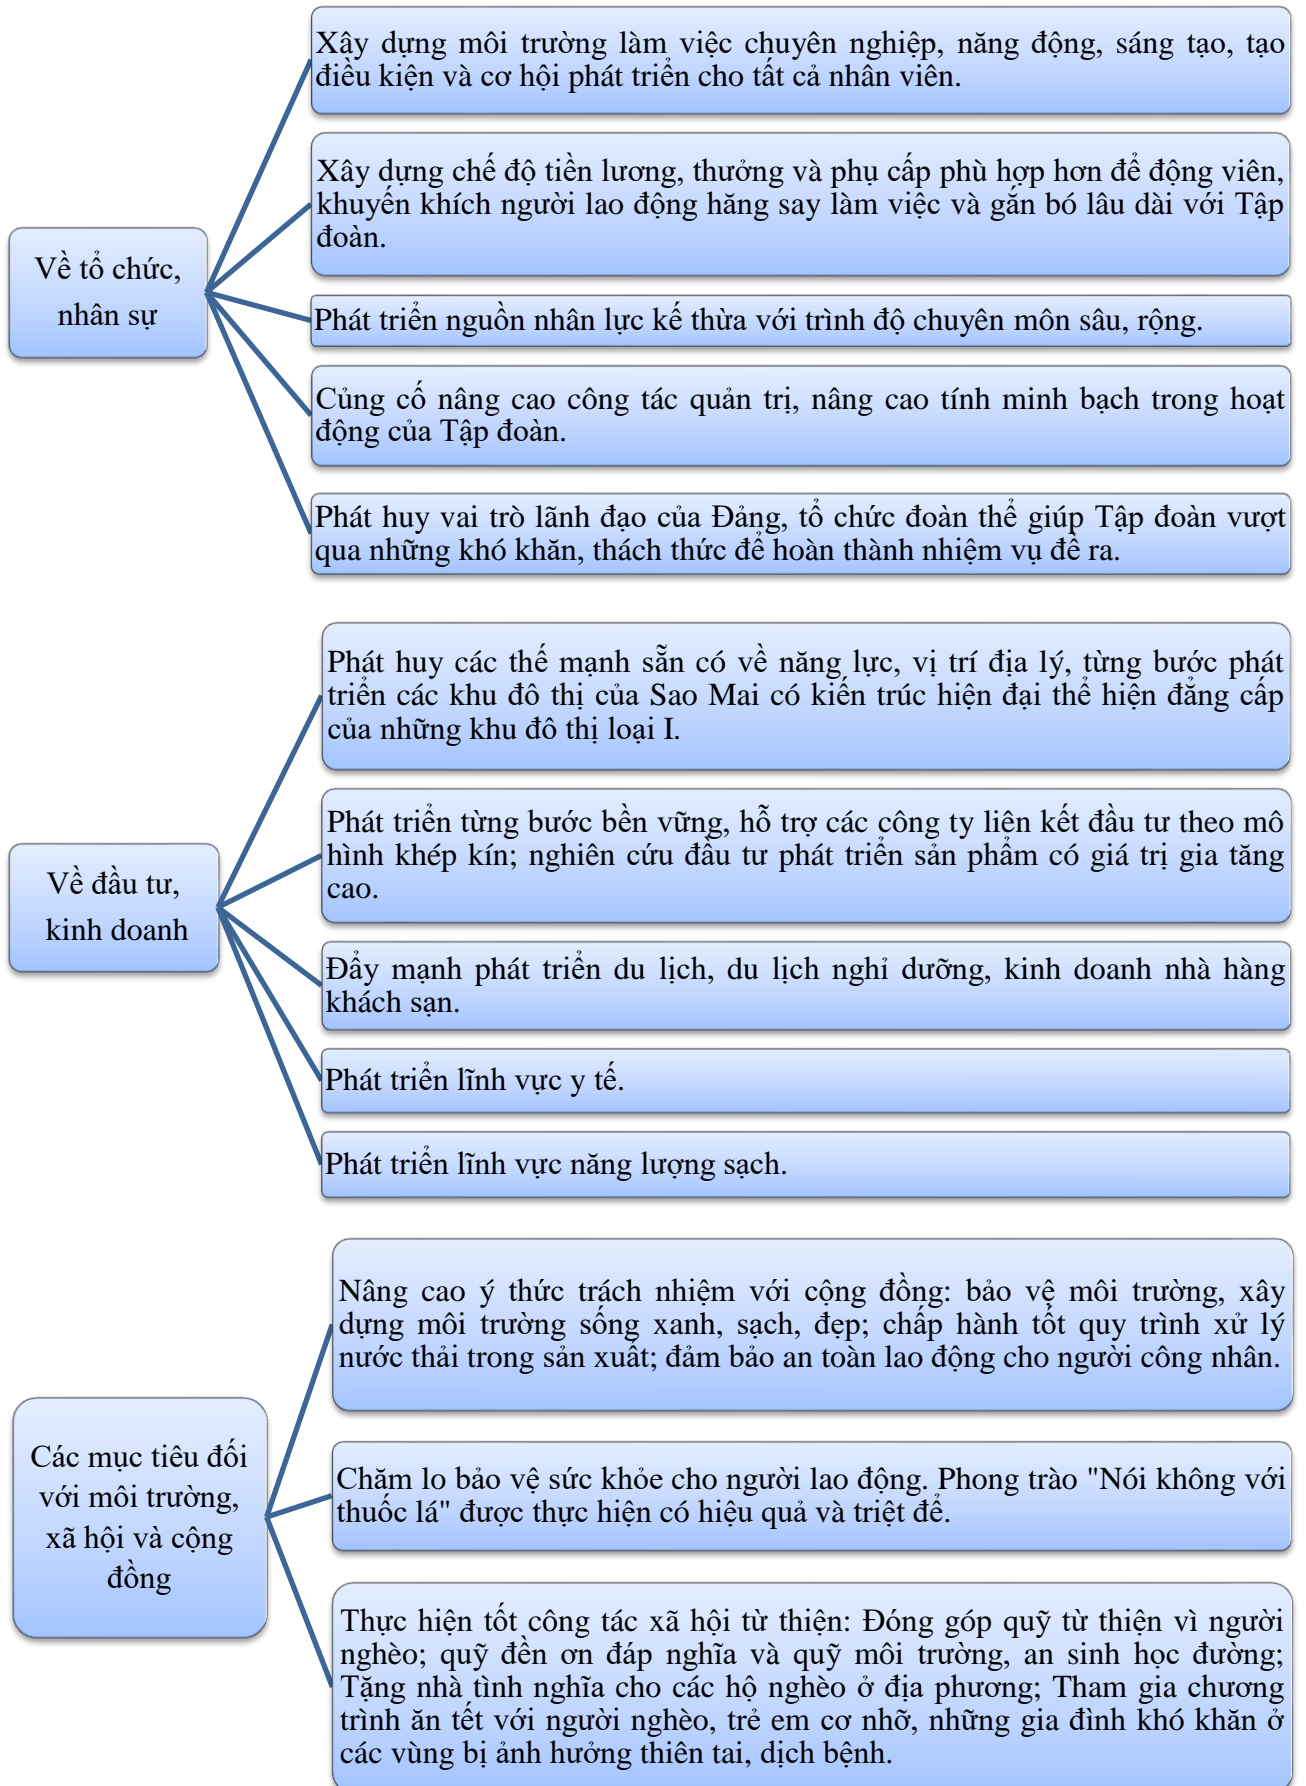 Về tổ chức,
nhân sự
Xây dựng môi trường làm việc chuyên nghiệp, năng động, sáng tạo, tạo
điều kiện và cơ hội phát triển cho tất cả nhân viên.
Xây dựng chế độ tiền lương, thưởng và phụ cấp phù hợp hơn để động viên,
khuyến khích người lao động hăng say làm việc và gắn bó lâu dài với Tập
đoàn.
Phát triển nguồn nhân lực kế thừa với trình độ chuyên môn sâu, rộng.
Củng cố nâng cao công tác quản trị, nâng cao tính minh bạch trong hoạt
động của Tập đoàn.
Phát huy vai trò lãnh đạo của Đảng, tổ chức đoàn thể giúp Tập đoàn vượt
qua những khó khăn, thách thức để hoàn thành nhiệm vụ đề ra.
Về đầu tư,
kinh doanh
Phát huy các thế mạnh sẵn có về năng lực, vị trí địa lý, từng bước phát
triển các khu đô thị của Sao Mai có kiến trúc hiện đại thể hiện đẳng cấp
của những khu đô thị loại I.
Phát triển từng bước bền vững, hỗ trợ các công ty liên kết đầu tư theo mô
hình khép kín; nghiên cứu đầu tư phát triển sản phẩm có giá trị gia tăng
cao.
Đẩy mạnh phát triển du lịch, du lịch nghỉ dưỡng, kinh doanh nhà hàng
khách sạn.
Phát triển lĩnh vực y tế.
Phát triển lĩnh vực năng lượng sạch.
Các mục tiêu đối
với môi trường,
xã hội và cộng
đồng
Nâng cao ý thức trách nhiệm với cộng đồng: bảo vệ môi trường, xây
dựng môi trường sống xanh, sạch, đẹp; chấp hành tốt quy trình xử lý
nước thải trong sản xuất; đảm bảo an toàn lao động cho người công nhân.
Chăm lo bảo vệ sức khỏe cho người lao động. Phong trào "Nói không với
thuốc lá" được thực hiện có hiệu quả và triệt để.
Thực hiện tốt công tác xã hội từ thiện: Đóng góp quỹ từ thiện vì người
nghèo; quỹ đền ơn đáp nghĩa và quỹ môi trường, an sinh học đường;
Tặng nhà tình nghĩa cho các hộ nghèo ở địa phương; Tham gia chương
trình ăn tết với người nghèo, trẻ em cơ nhỡ, những gia đình khó khăn ở
các vùng bị ảnh hưởng thiên tai, dịch bệnh.